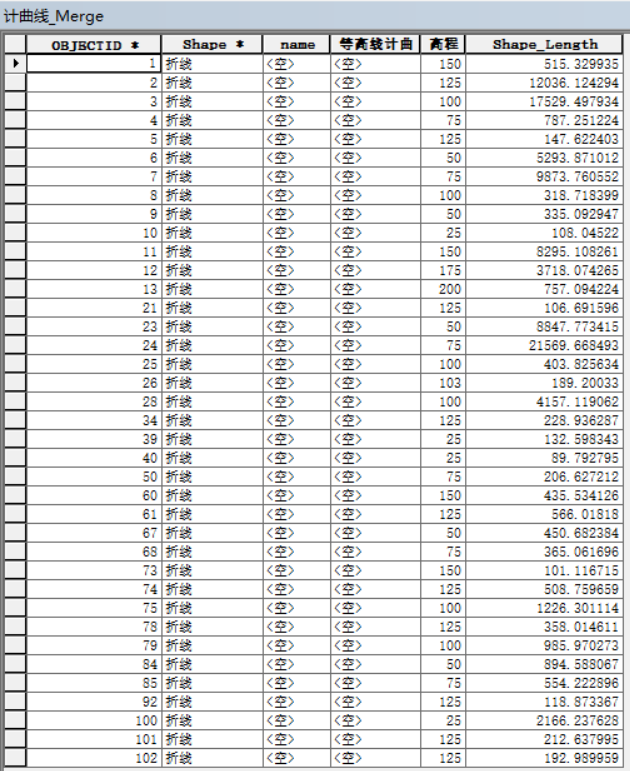 计曲线_Merge
OBJECTID * Shape * name 等高线计曲 高程 Shape_Length
1 折线 <空> <空> 150 515.329935
2 折线 <空> <空> 125 12036.124294
3 折线 <空> <空> 100 17529.497934
4 折线 <空> <空> 75 787.251224
5 折线 <空> <空> 125 147.622403
6 折线 <空> <空> 50 5293.871012
7 折线 <空> <空> 75 9873.760552
8 折线 <空> <空> 100 318.718399
9 折线 <空> <空> 50 335.092947
10 折线 <空> <空> 25 108.04522
11 折线 <空> <空> 150 8295.108261
12 折线 <空> <空> 175 3718.074265
13 折线 <空> <空> 200 757.094224
21 折线 <空> <空> 125 106.691596
23 折线 <空> <空> 50 8847.773415
24 折线 <空> <空> 75 21569.668493
25 折线 <空> <空> 100 403.825634
26 折线 <空> <空> 103 189.20033
28 折线 <空> <空> 100 4157.119062
34 折线 <空> <空> 125 228.936287
39 折线 <空> <空> 25 132.598343
40 折线 <空> <空> 25 89.792795
50 折线 <空> <空> 75 206.627212
60 折线 <空> <空> 150 435.534126
61 折线 <空> <空> 125 566.01818
67 折线 <空> <空> 50 450.682384
68 折线 <空> <空> 75 365.061696
73 折线 <空> <空> 150 101.116715
74 折线 <空> <空> 125 508.759659
75 折线 <空> <空> 100 1226.301114
78 折线 <空> <空> 125 358.014611
79 折线 <空> <空> 100 985.970273
84 折线 <空> <空> 50 894.588067
85 折线 <空> <空> 75 554.222896
92 折线 <空> <空> 125 118.873367
100 折线 <空> <空> 25 2166.237628
101 折线 <空> <空> 125 212.637995
102 折线 <空> <空> 125 192.989959